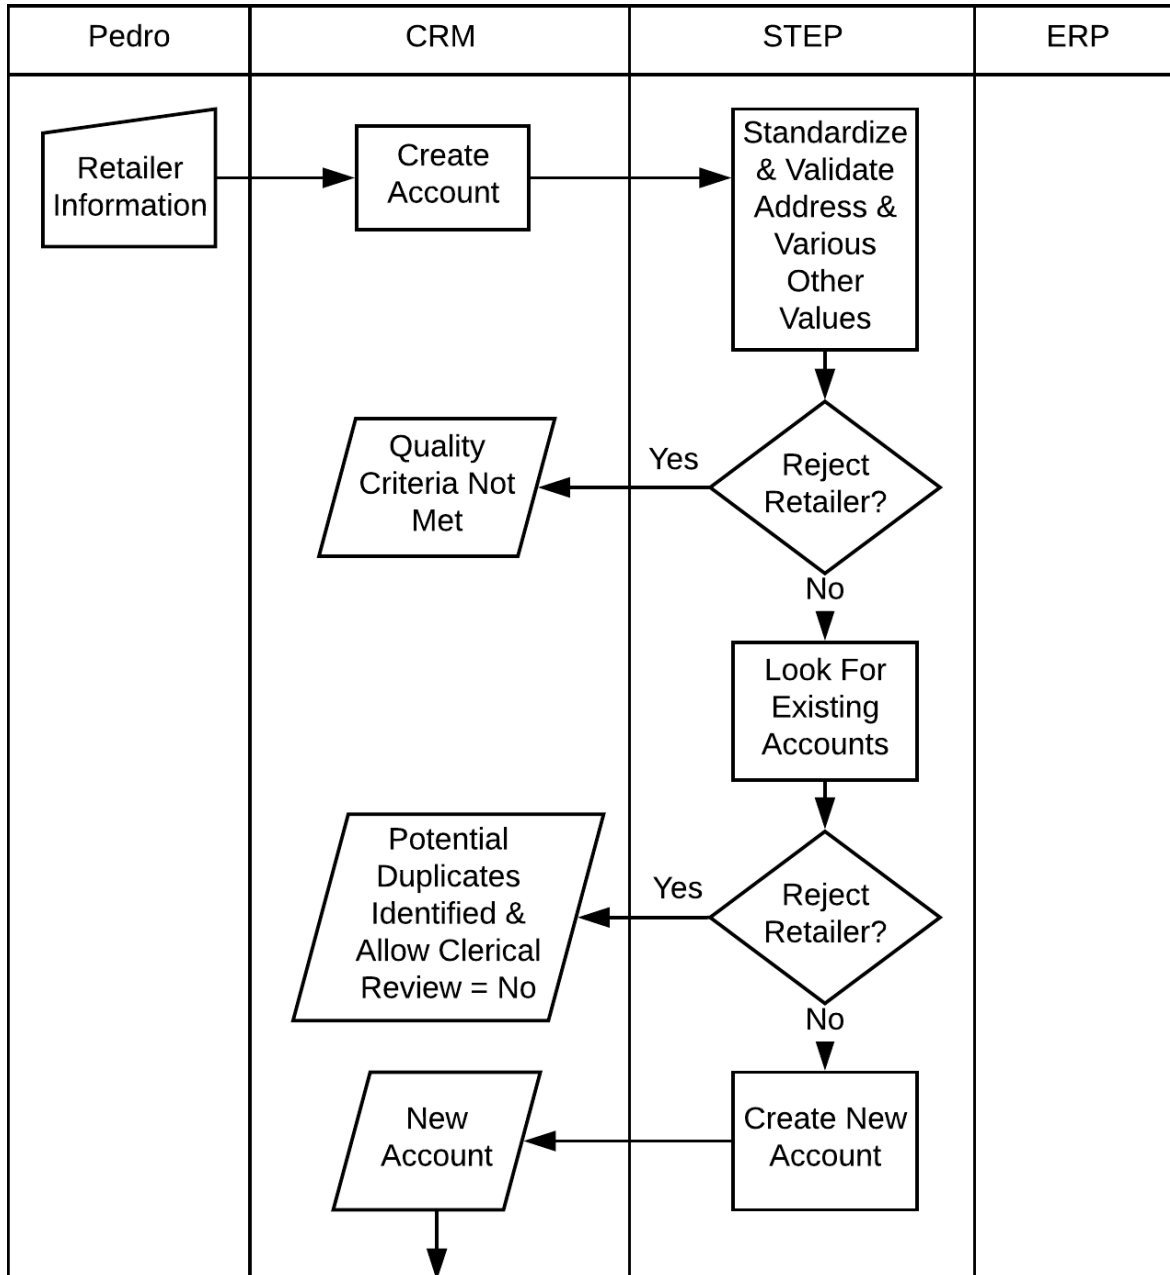 Pedro
CRM
STEP
ERP
Retailer
Information
Create
Account
Standardize
& Validate
Address &
Various
Other
Values
Quality
Criteria Not
Met
Yes
Reject
Retailer?
No
Look For
Existing
Accounts
Potential
Duplicates
Identified &
Allow Clerical
Review = No
Yes
Reject
Retailer?
No
New
Account
Create New
Account